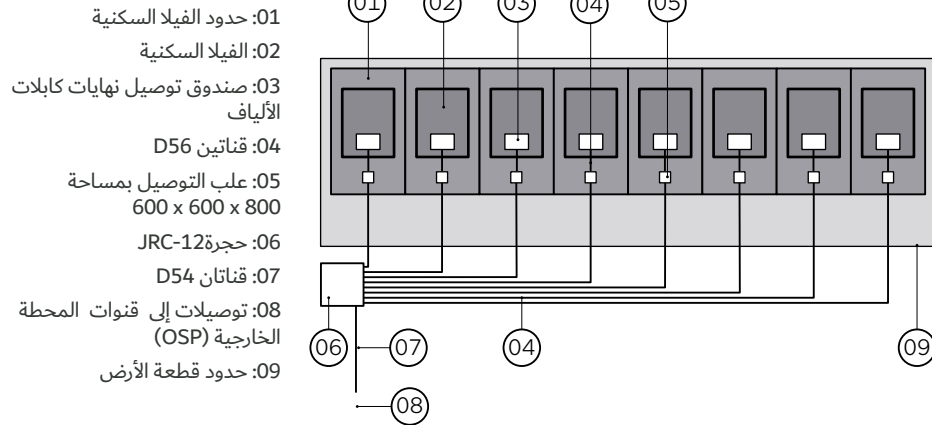 01: حدود الفيلا السكنية
02: الفيلا السكنية
03: صندوق توصيل نهايات كابلات
الألياف
04: قناتين D56
05: علب التوصيل بمساحة
600 x 600 x 800
06: حجرة JRC-12
07: قناتان D54
08: توصيلات إلى قنوات المحطة
الخارجية (OSP)
09: حدود قطعة الأرض
01 02 03 04 05
06 07 04 09
08